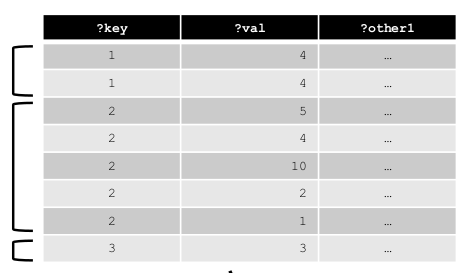 ?key ?val ?other1
1 4 …
1 4 …
2 5 …
2 4 …
2 10 …
2 2 …
2 1 …
3 3 …